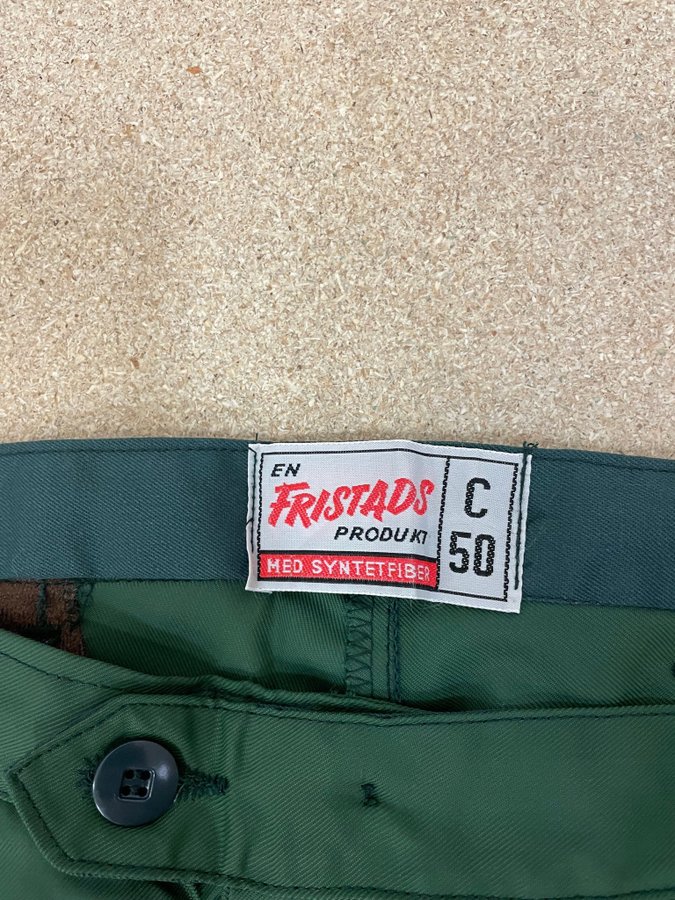 EN
FRISTADS
PRODUKT
MED SYNTETFIBER
C
50